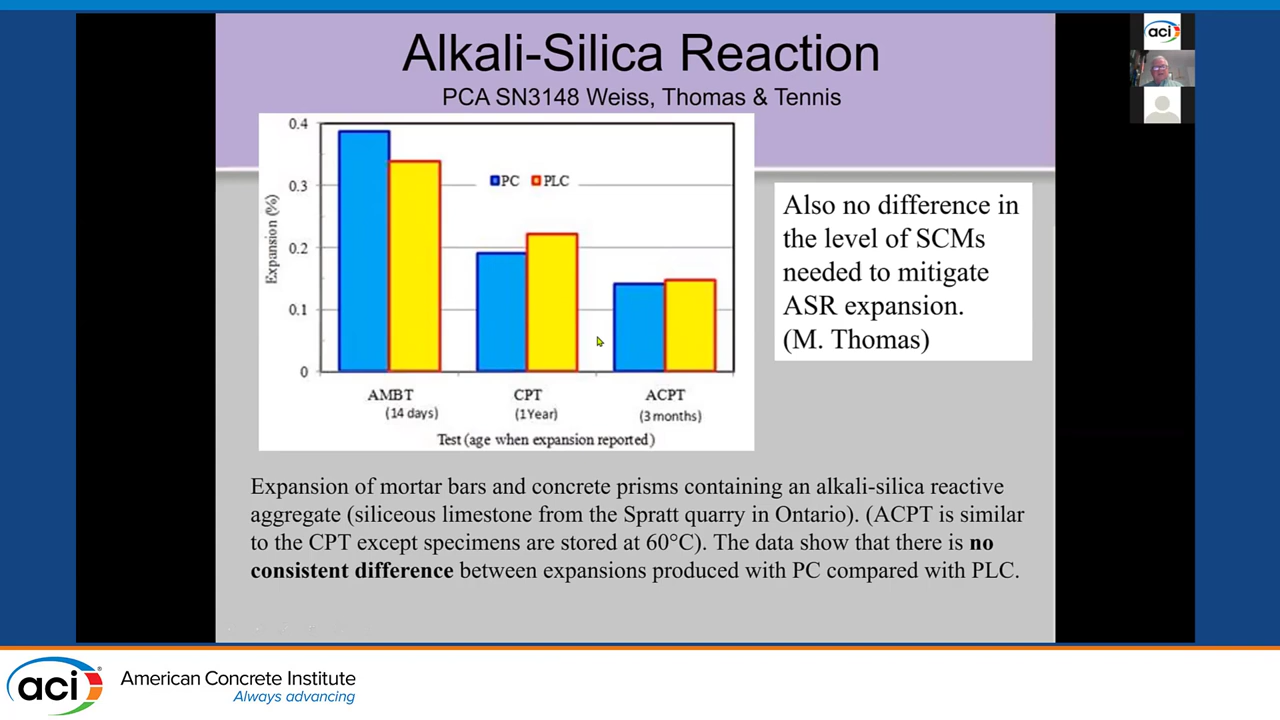 Alkali-Silica Reaction
PCA SN3148 Weiss, Thomas & Tennis
aci
0.4
0.3
0.2
0.1
0
Expansion (%)
PC PLC
AMBT
(14 days)
CPT
(1Year)
ACPT
(3 months)
Test (age when expansion reported)
Also no difference in
the level of SCMs
needed to mitigate
ASR expansion.
(M. Thomas)
Expansion of mortar bars and concrete prisms containing an alkali-silica reactive
aggregate (siliceous limestone from the Spratt quarry in Ontario). (ACPT is similar
to the CPT except specimens are stored at 60°C). The data show that there is no
consistent difference between expansions produced with PC compared with PLC.
aci®
American Concrete Institute
Always advancing